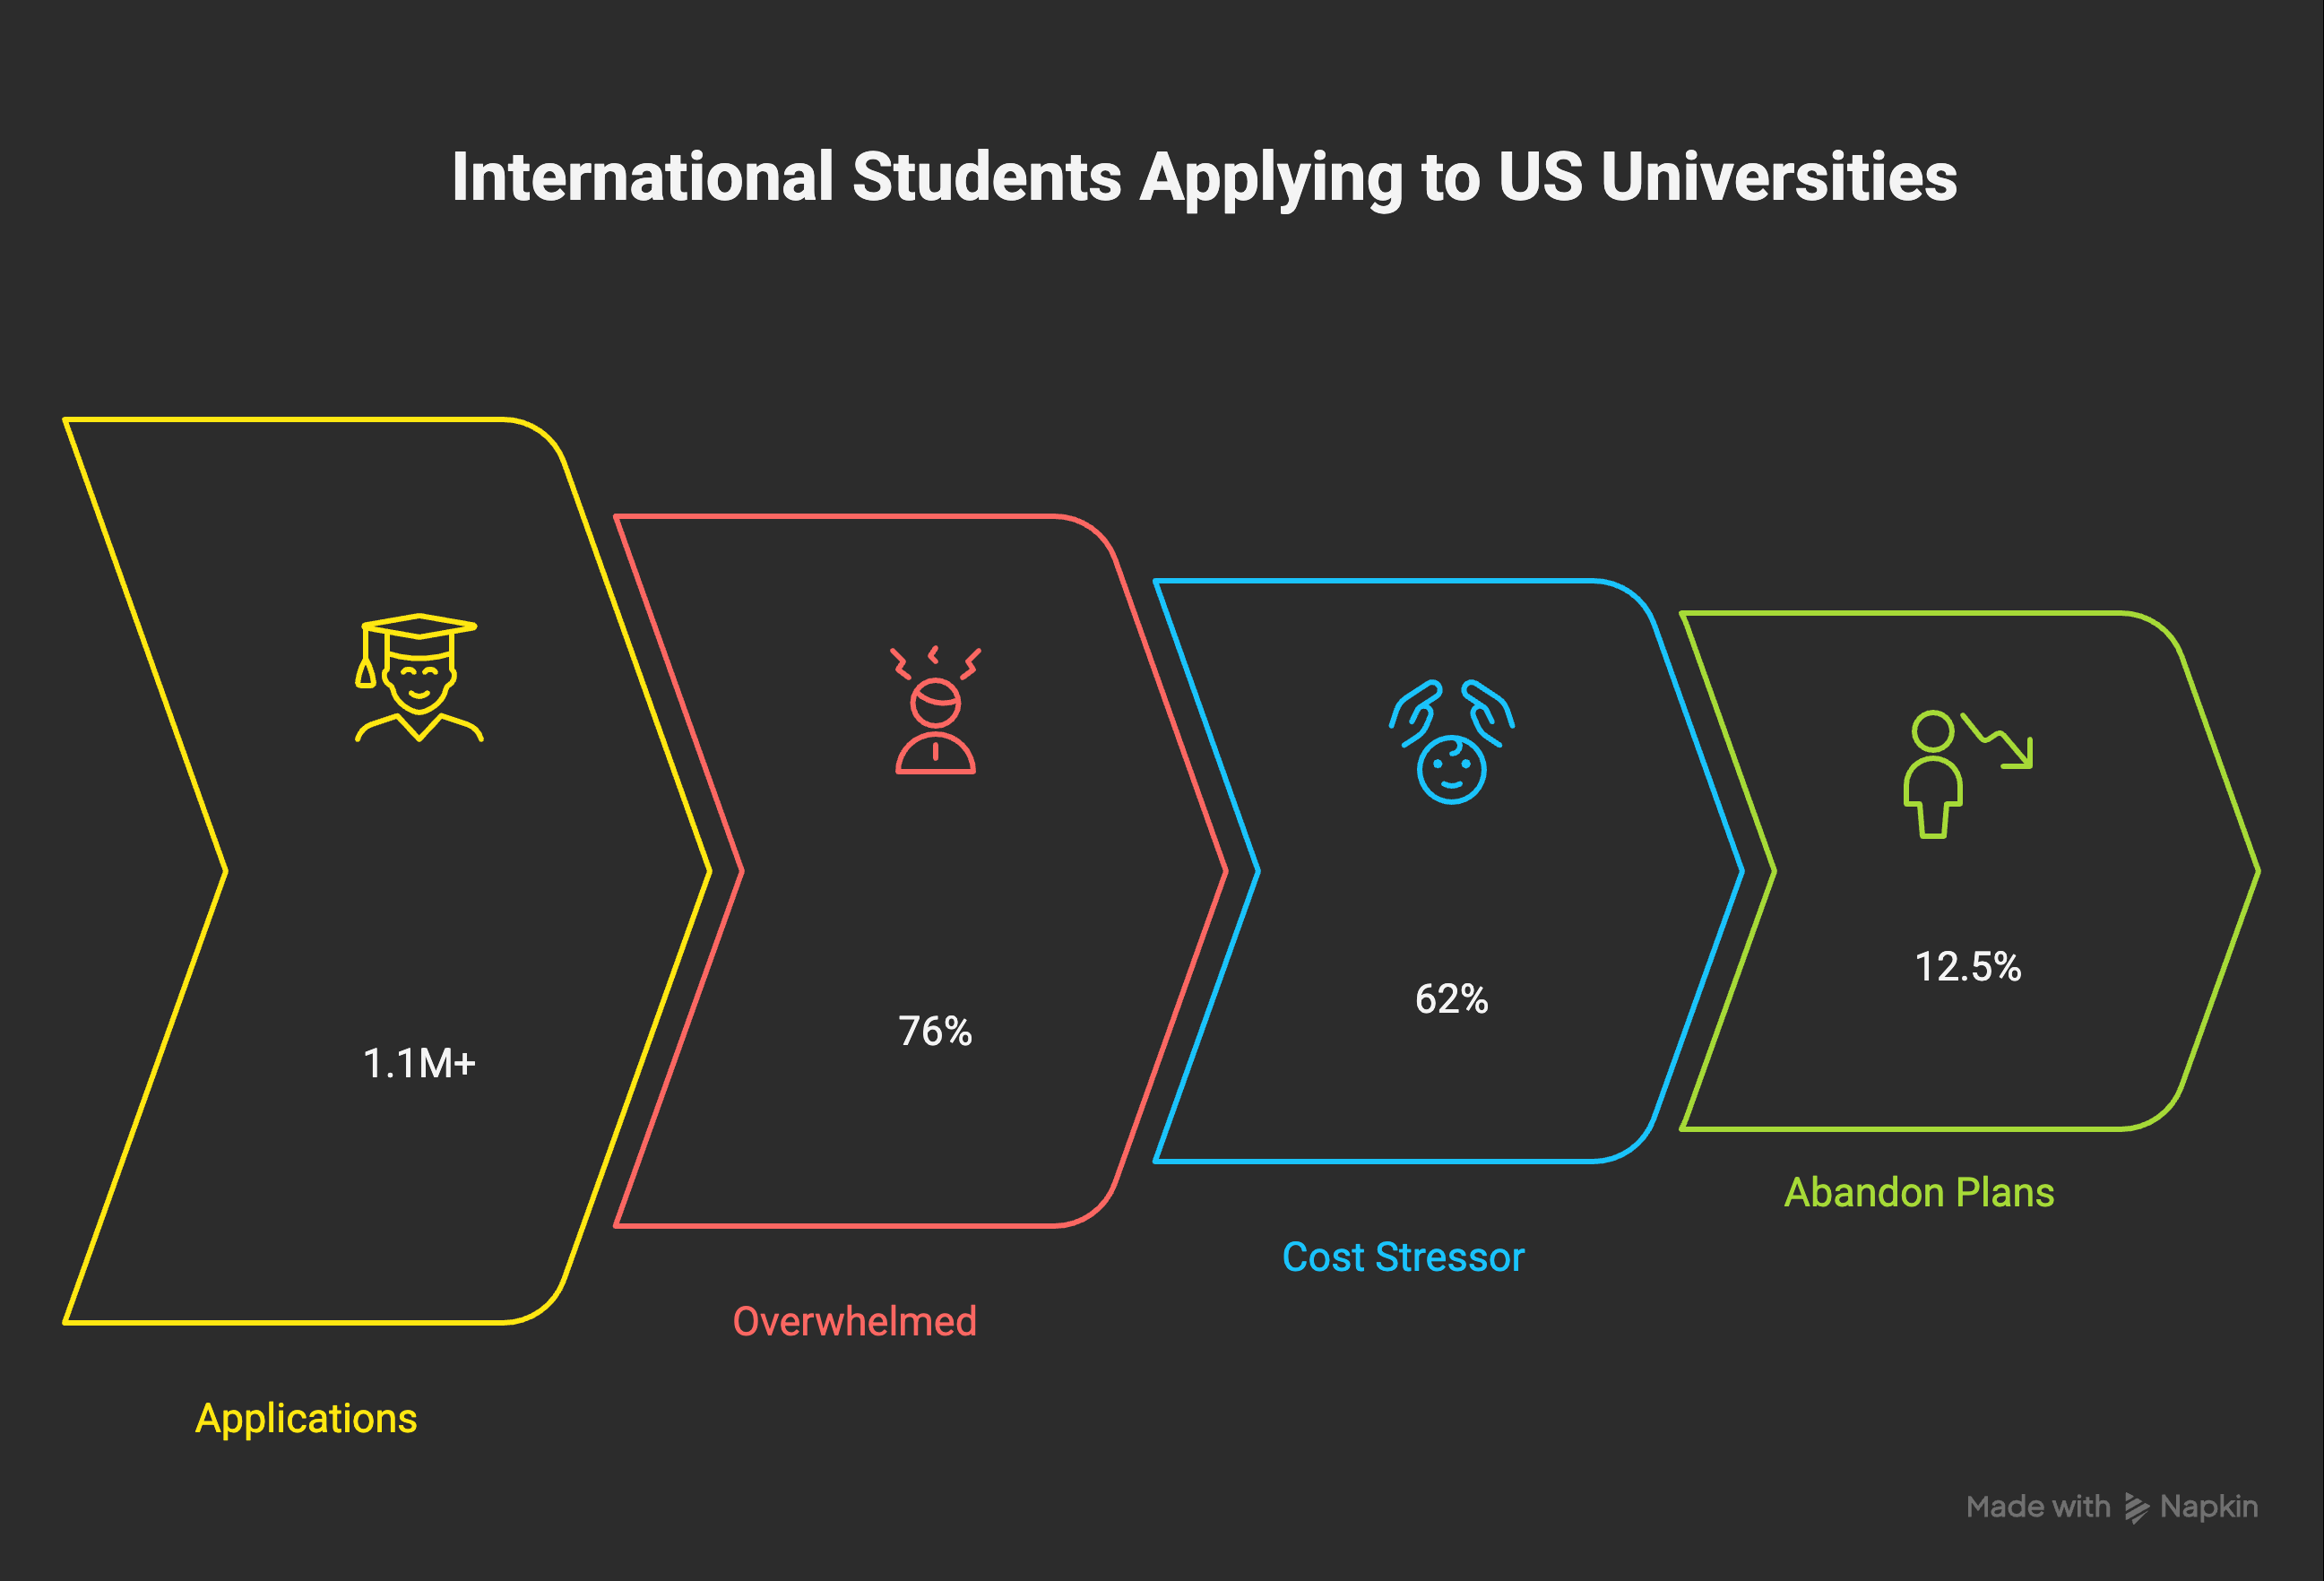 International Students Applying to US Universities
1.1M+
Applications
76%
Overwhelmed
62%
Cost Stressor
12.5%
Abandon Plans
Made with Napkin